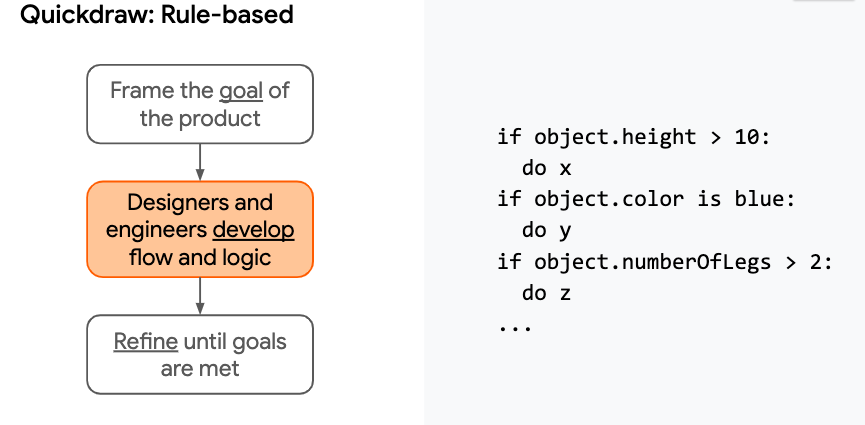 Quickdraw: Rule-based
Frame the goal of
the product
Designers and
engineers develop
flow and logic
Refine until goals
are met
if object.height > 10:
do x
if object.color is blue:
do y
if object.numberOfLegs > 2:
do z
...